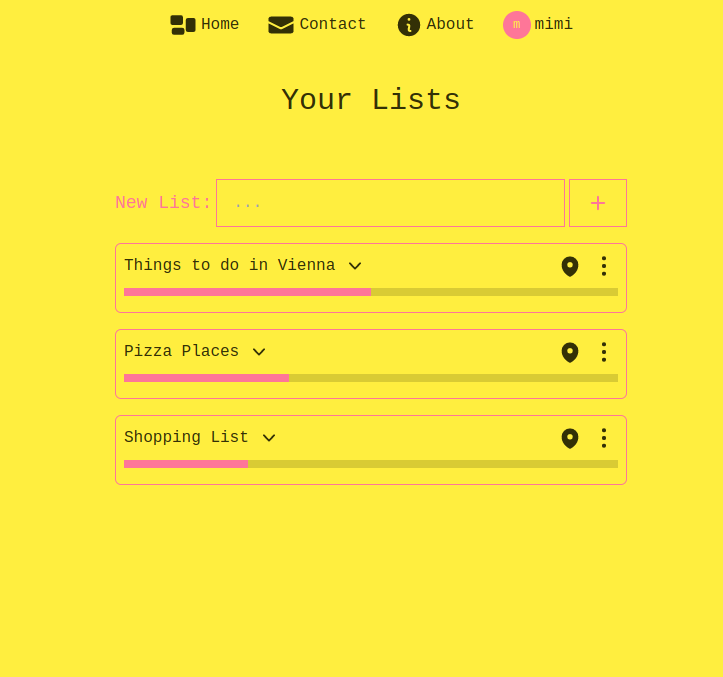 Home Contact About m mimi
Your Lists
New List: ... +
Things to do in Vienna
Pizza Places
Shopping List